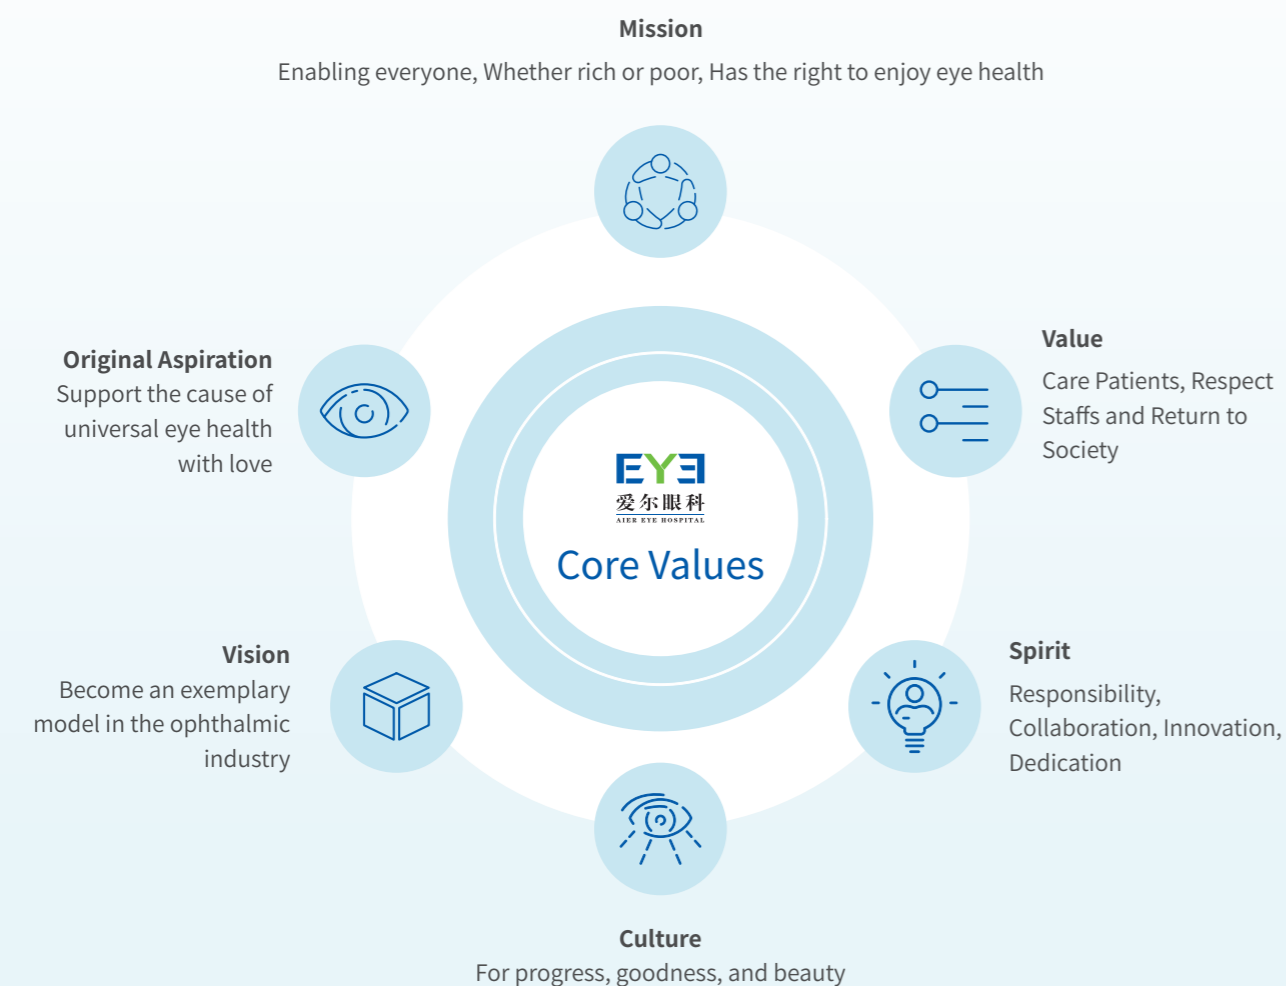 Mission
Enabling everyone, Whether rich or poor, Has the right to enjoy eye health
Original Aspiration
Support the cause of
universal eye health
with love
Value
Care Patients, Respect
Staffs and Return to
Society
EYE
爱尔眼科
AIER EYE HOSPITAL
Core Values
Vision
Become an exemplary
model in the ophthalmic
industry
Spirit
Responsibility,
Collaboration, Innovation,
Dedication
Culture
For progress, goodness, and beauty